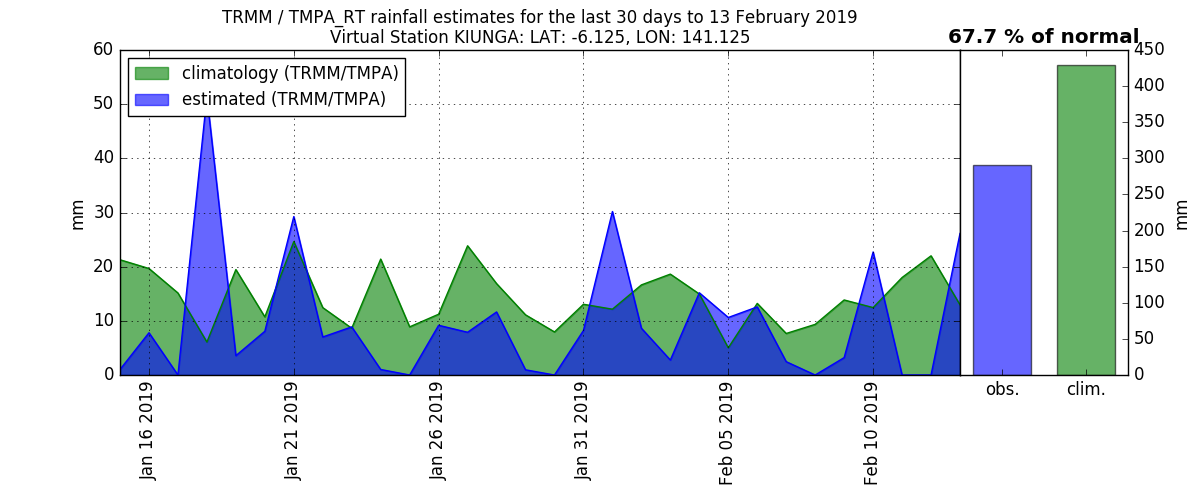 TRMM / TMPA_RT rainfall estimates for the last 30 days to 13 February 2019
Virtual Station KIUNGA: LAT: -6.125, LON: 141.125
67.7 % of normal
climatology (TRMM/TMPA)
estimated (TRMM/TMPA)
60
50
40
30
20
10
0
mm
Jan 16 2019
Jan 21 2019
Jan 26 2019
Jan 31 2019
Feb 05 2019
Feb 10 2019
obs.
clim.
450
400
350
300
250
200
150
100
50
0
mm